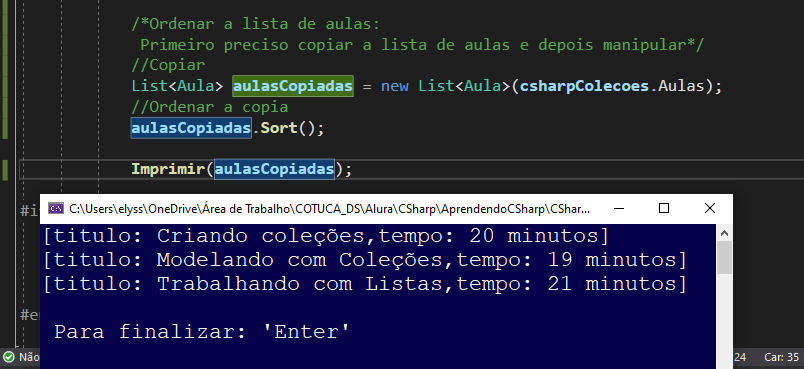 /*Ordenar a lista de aulas:
Primeiro preciso copiar a lista de aulas e depois manipular*/
//Copiar
List<Aula> aulasCopiadas = new List<Aula>(csharpColecoes.Aulas);
//Ordenar a copia
aulasCopiadas.Sort();
Imprimir(aulasCopiadas);
C:\Users\elyss\OneDrive\Área de Trabalho\COTUCA_DS\Alura\CSharp\AprendendoCSharp\CShar...
#i
[titulo: Criando coleções,tempo: 20 minutos]
[titulo: Modelando com Coleções,tempo: 19 minutos]
[titulo: Trabalhando com Listas,tempo: 21 minutos]
#e
Para finalizar: 'Enter'
Não
24 Car: 35